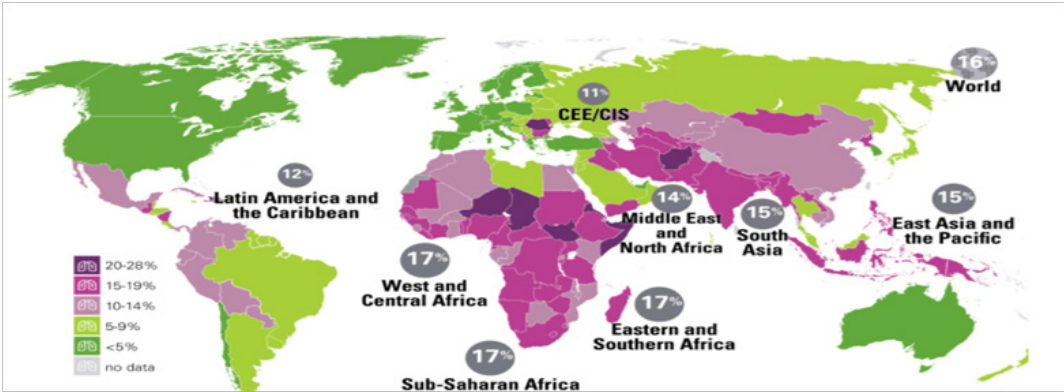 16%
World
11%
CEE/CIS
12%
Latin America and
the Caribbean
14%
Middle East
and
North Africa
15%
South
Asia
15%
East Asia and
the Pacific
17%
West and
Central Africa
17%
Eastern and
Southern Africa
17%
Sub-Saharan Africa
20-28%
15-19%
10-14%
5-9%
<5%
no data